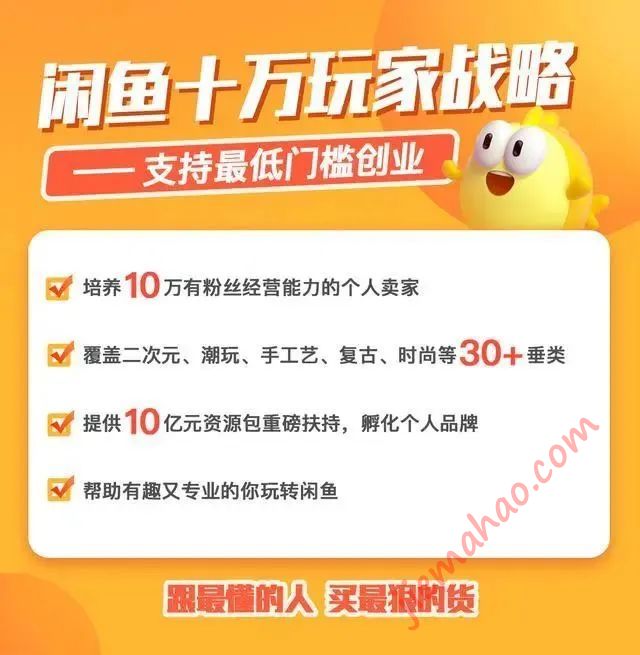 闲鱼十万玩家战略
—— 支持最低门槛创业
培养10万有粉丝经营能力的个人卖家
覆盖二次元、潮玩、手工艺、复古、时尚等30+垂类
提供10亿元资源包重磅扶持，孵化个人品牌
帮助有趣又专业的你玩转闲鱼
jiemahao.com
跟最懂的人 买最狠的货